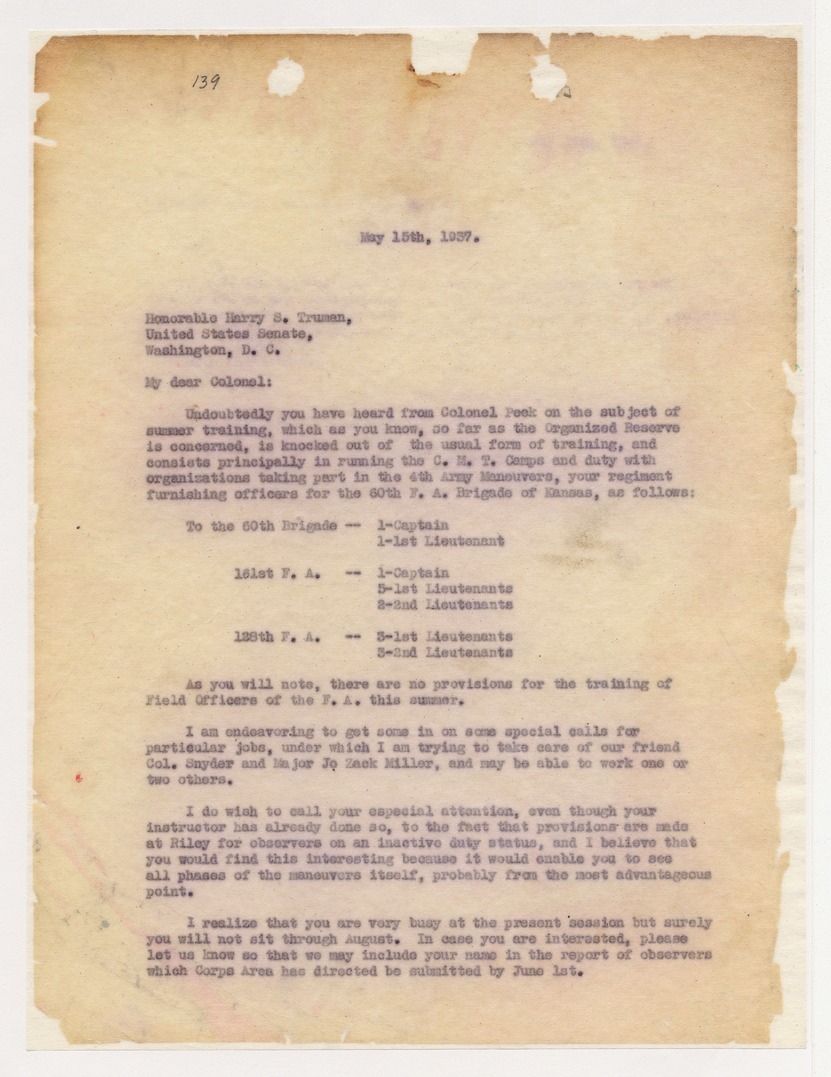 139
May 15th, 1937.
Honorable Harry S. Truman,
United States Senate,
Washington, D. C.
My dear Colonel:
Undoubtedly you have heard from Colonel Peek on the subject of
summer training, which as you know, so far as the Organized Reserve
is concerned, is knocked out of the usual form of training, and
consists principally in running the C. M. T. Camps and duty with
organizations taking part in the 4th Army Maneuvers, your regiment
furnishing officers for the 60th F. A. Brigade of Kansas, as follows:
To the 60th Brigade -- 1-Captain
1-1st Lieutenant
161st F. A. -- 1-Captain
5-1st Lieutenants
2-2nd Lieutenants
128th F. A. -- 3-1st Lieutenants
3-2nd Lieutenants
As you will note, there are no provisions for the training of
Field Officers of the F. A. this summer.
I am endeavoring to get some in on some special calls for
particular jobs, under which I am trying to take care of our friend
Col. Snyder and Major Jo Zack Miller, and may be able to work one or
two others.
I do wish to call your especial attention, even though your
instructor has already done so, to the fact that provisions are made
at Riley for observers on an inactive duty status, and I believe that
you would find this interesting because it would enable you to see
all phases of the maneuvers itself, probably from the most advantageous
point.
I realize that you are very busy at the present session but surely
you will not sit through August. In case you are interested, please
let us know so that we may include your name in the report of observers
which Corps Area has directed be submitted by June 1st.